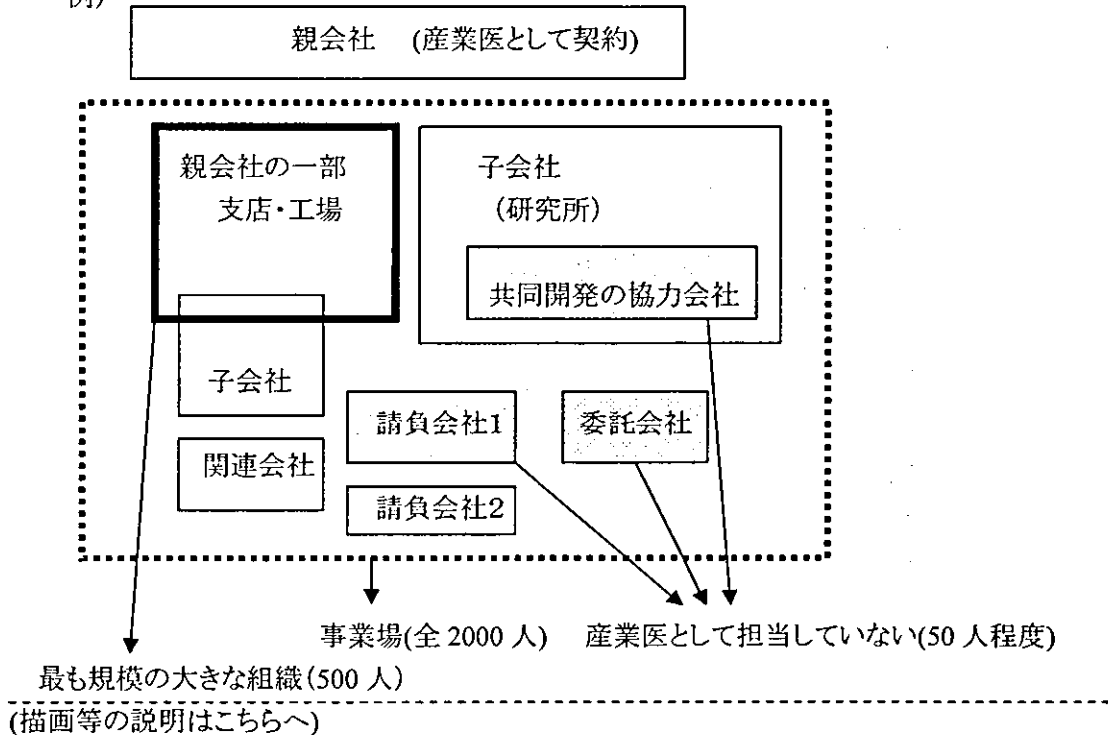 例)
親会社 (産業医として契約)
親会社の一部
支店・工場
子会社
(研究所)
共同開発の協力会社
子会社
請負会社1
委託会社
関連会社
請負会社2
事業場(全 2000 人)
産業医として担当していない(50 人程度)
最も規模の大きな組織(500 人)
(描画等の説明はこちらへ)